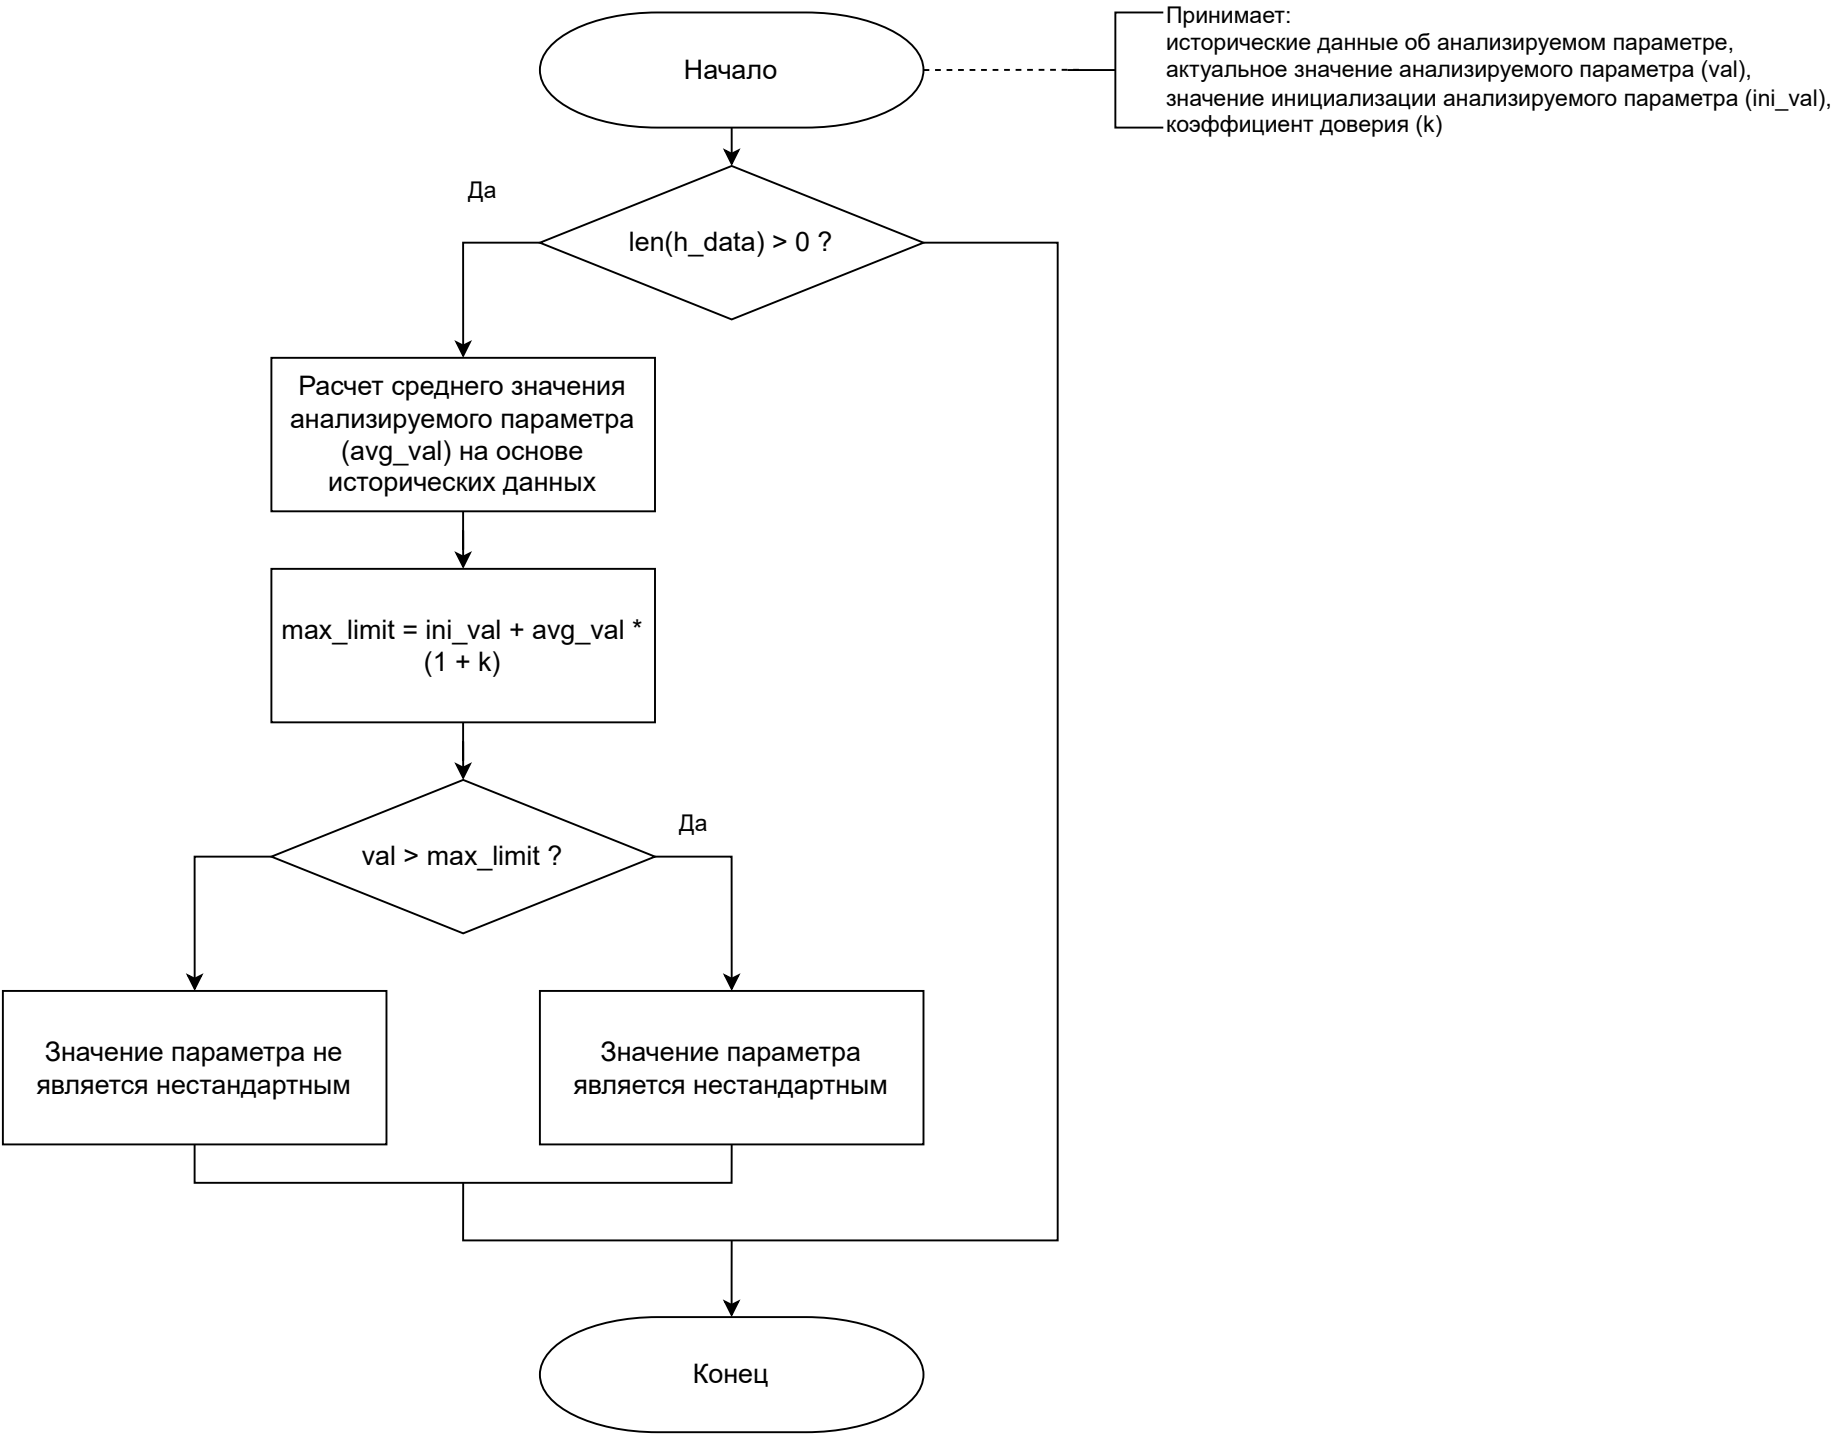 Начало
Принимает:
исторические данные об анализируемом параметре,
актуальное значение анализируемого параметра (val),
значение инициализации анализируемого параметра (ini_val),
коэффициент доверия (k)
Да
len(h_data) > 0 ?
Расчет среднего значения
анализируемого параметра
(avg_val) на основе
исторических данных
max_limit = ini_val + avg_val *
(1 + k)
Да
val > max_limit ?
Значение параметра не
является нестандартным
Значение параметра
является нестандартным
Конец